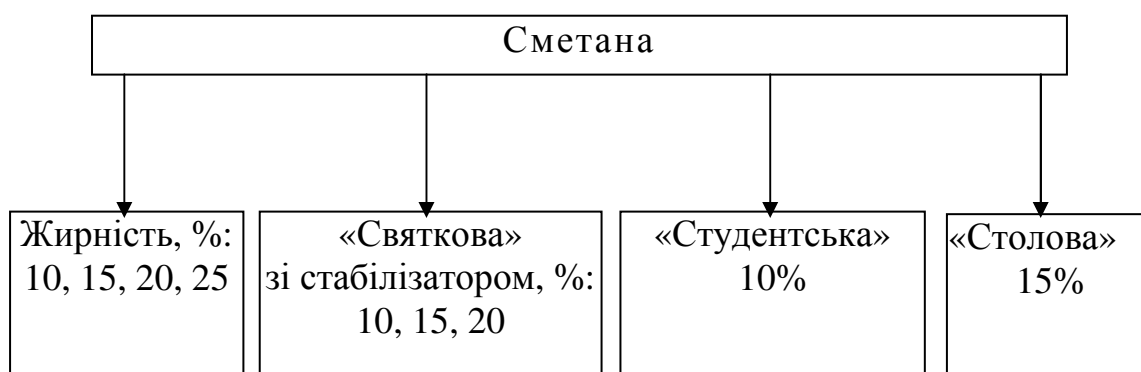 Сметана
Жирність, %:
10, 15, 20, 25
«Святкова»
зі стабілізатором, %:
10, 15, 20
«Студентська»
10%
«Столова»
15%